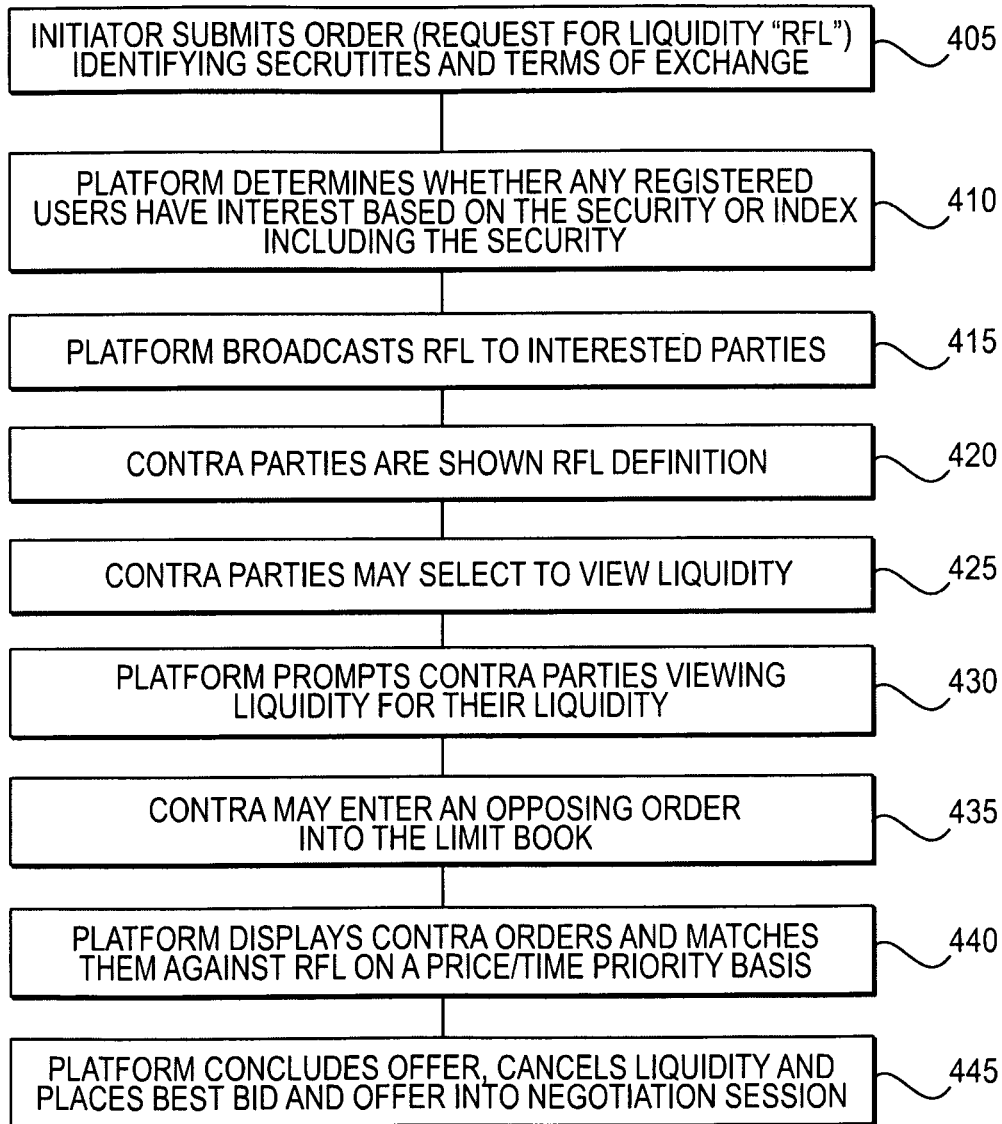 INITIATOR SUBMITS ORDER (REQUEST FOR LIQUIDITY "RFL")
IDENTIFYING SECRUTITES AND TERMS OF EXCHANGE
405
PLATFORM DETERMINES WHETHER ANY REGISTERED
USERS HAVE INTEREST BASED ON THE SECURITY OR INDEX
INCLUDING THE SECURITY
410
PLATFORM BROADCASTS RFL TO INTERESTED PARTIES
415
CONTRA PARTIES ARE SHOWN RFL DEFINITION
420
CONTRA PARTIES MAY SELECT TO VIEW LIQUIDITY
425
PLATFORM PROMPTS CONTRA PARTIES VIEWING
LIQUIDITY FOR THEIR LIQUIDITY
430
CONTRA MAY ENTER AN OPPOSING ORDER
INTO THE LIMIT BOOK
435
PLATFORM DISPLAYS CONTRA ORDERS AND MATCHES
THEM AGAINST RFL ON A PRICE/TIME PRIORITY BASIS
440
PLATFORM CONCLUDES OFFER, CANCELS LIQUIDITY AND
PLACES BEST BID AND OFFER INTO NEGOTIATION SESSION
445